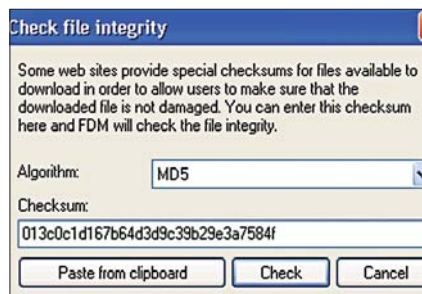 Check file integrity
Some web sites provide special checksums for files available to
download in order to allow users to make sure that the
downloaded file is not damaged. You can enter this checksum
here and FDM will check the file integrity.
Algorithm: MD5
Checksum:
013c0c1d167b64d3d9c39b29e3a7584f
Paste from clipboard Check Cancel